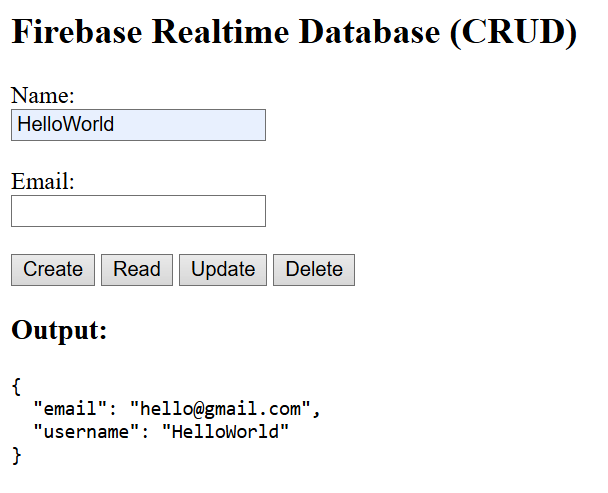 Firebase Realtime Database (CRUD)
Name:
HelloWorld
Email:
Create Read Update Delete
Output:
{
  "email": "hello@gmail.com",
  "username": "HelloWorld"
}